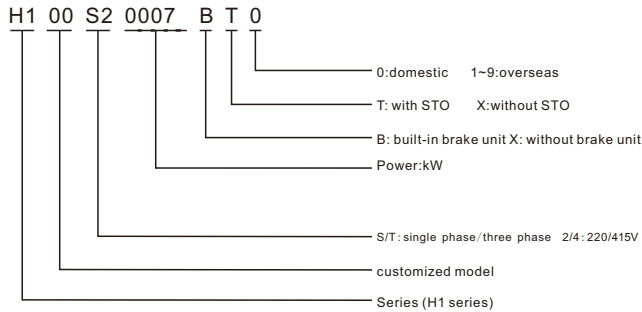 H1 00 S2 0007 B T 0
0:domestic 1~9:overseas
T: with STO X:without STO
B: built-in brake unit X: without brake unit
Power:kW
S/T: single phase/three phase 2/4: 220/415V
customized model
Series (H1 series)